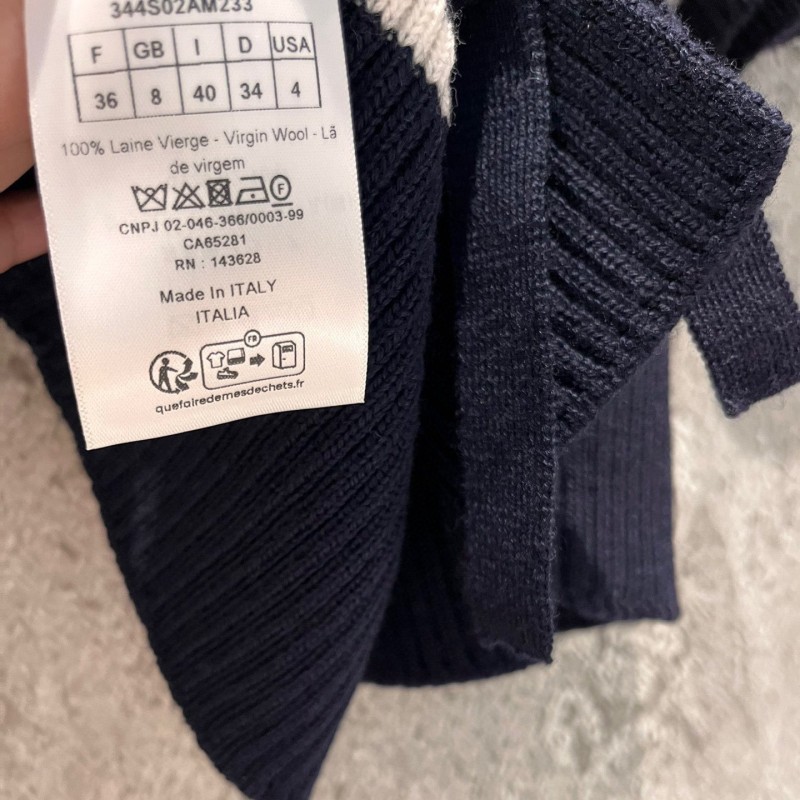 344S02AM233
F GB I D USA
36 8 40 34 4
100% Laine Vierge - Virgin Wool - Lã
de virgem
F
CNPJ 02-046-366/0003-99
CA65281
RN : 143628
Made In ITALY
ITALIA
FR
quefairedemesdechets.fr